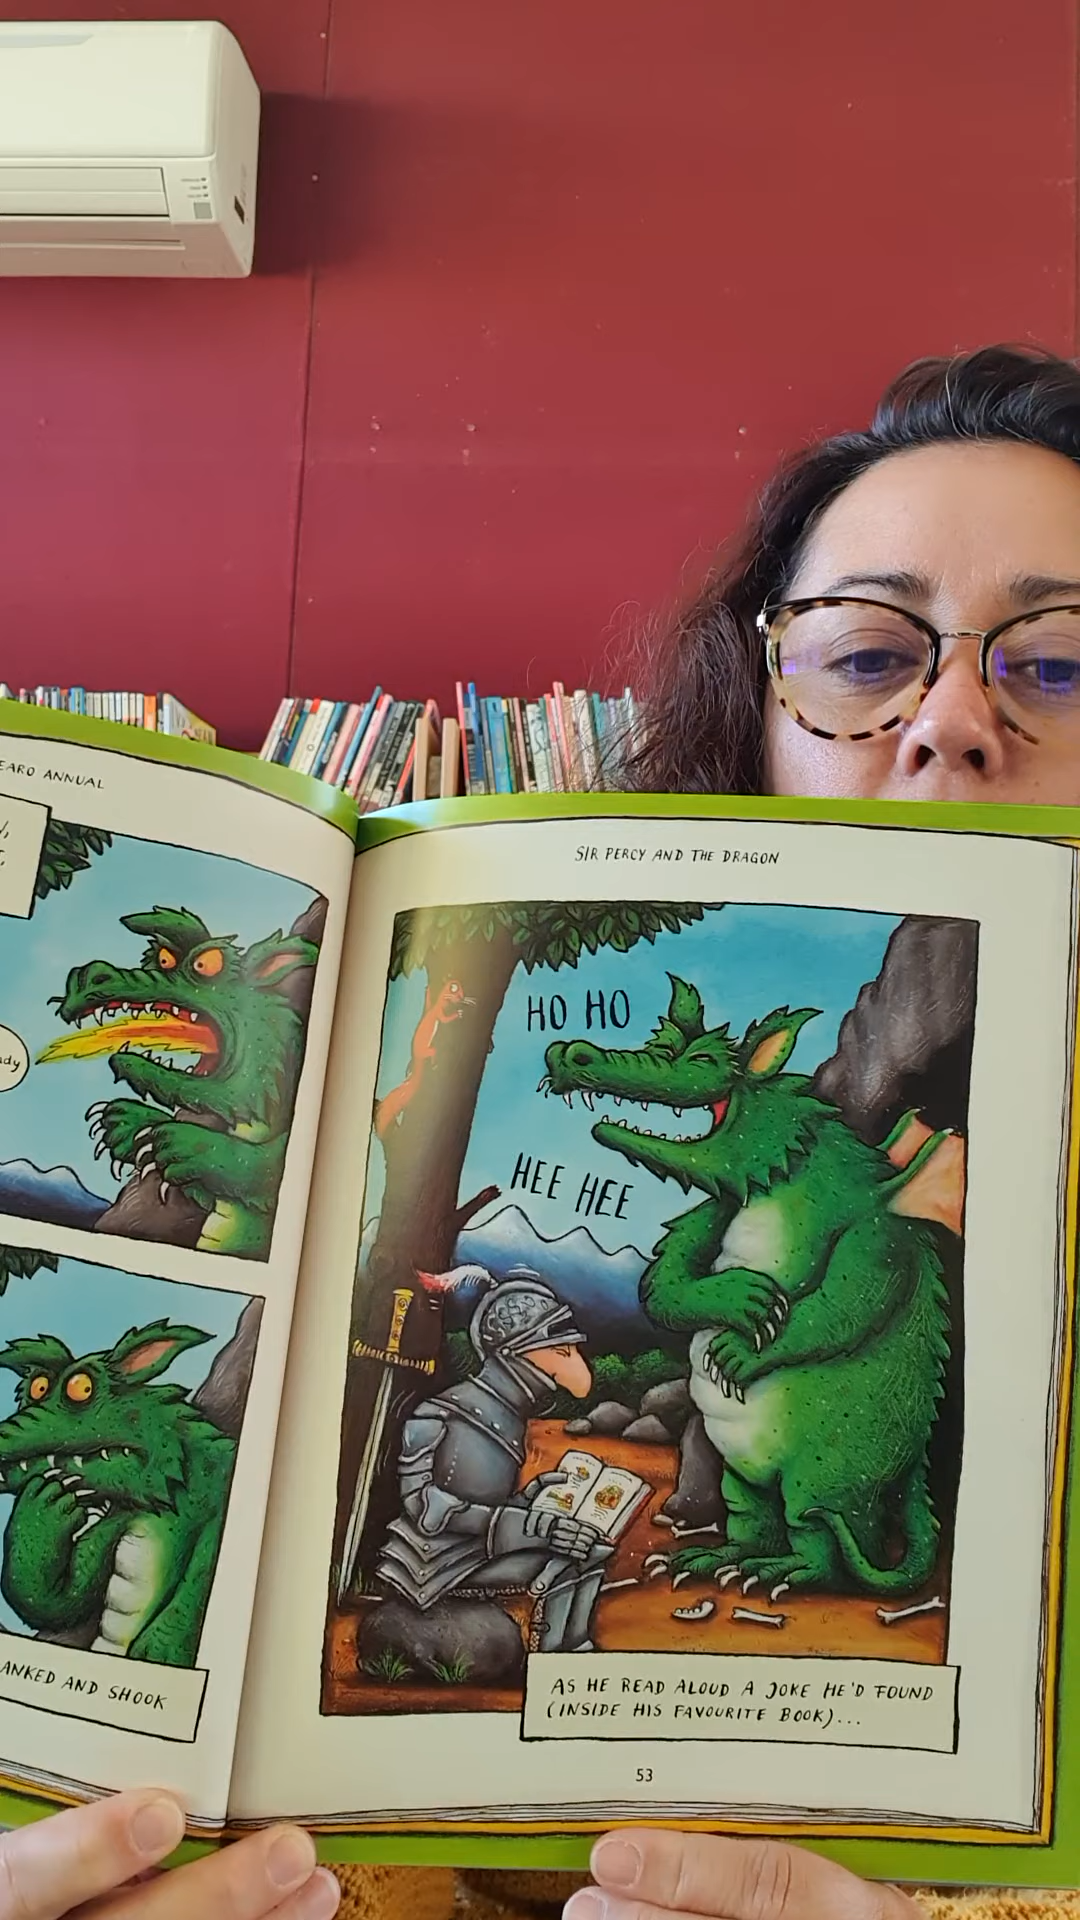 EARO ANNUAL
ANKED AND SHOOK
SIR PERCY AND THE DRAGON
HO HO
HEE HEE
AS HE READ ALOUD A JOKE HE'D FOUND
(INSIDE HIS FAVOURITE BOOK)...
53